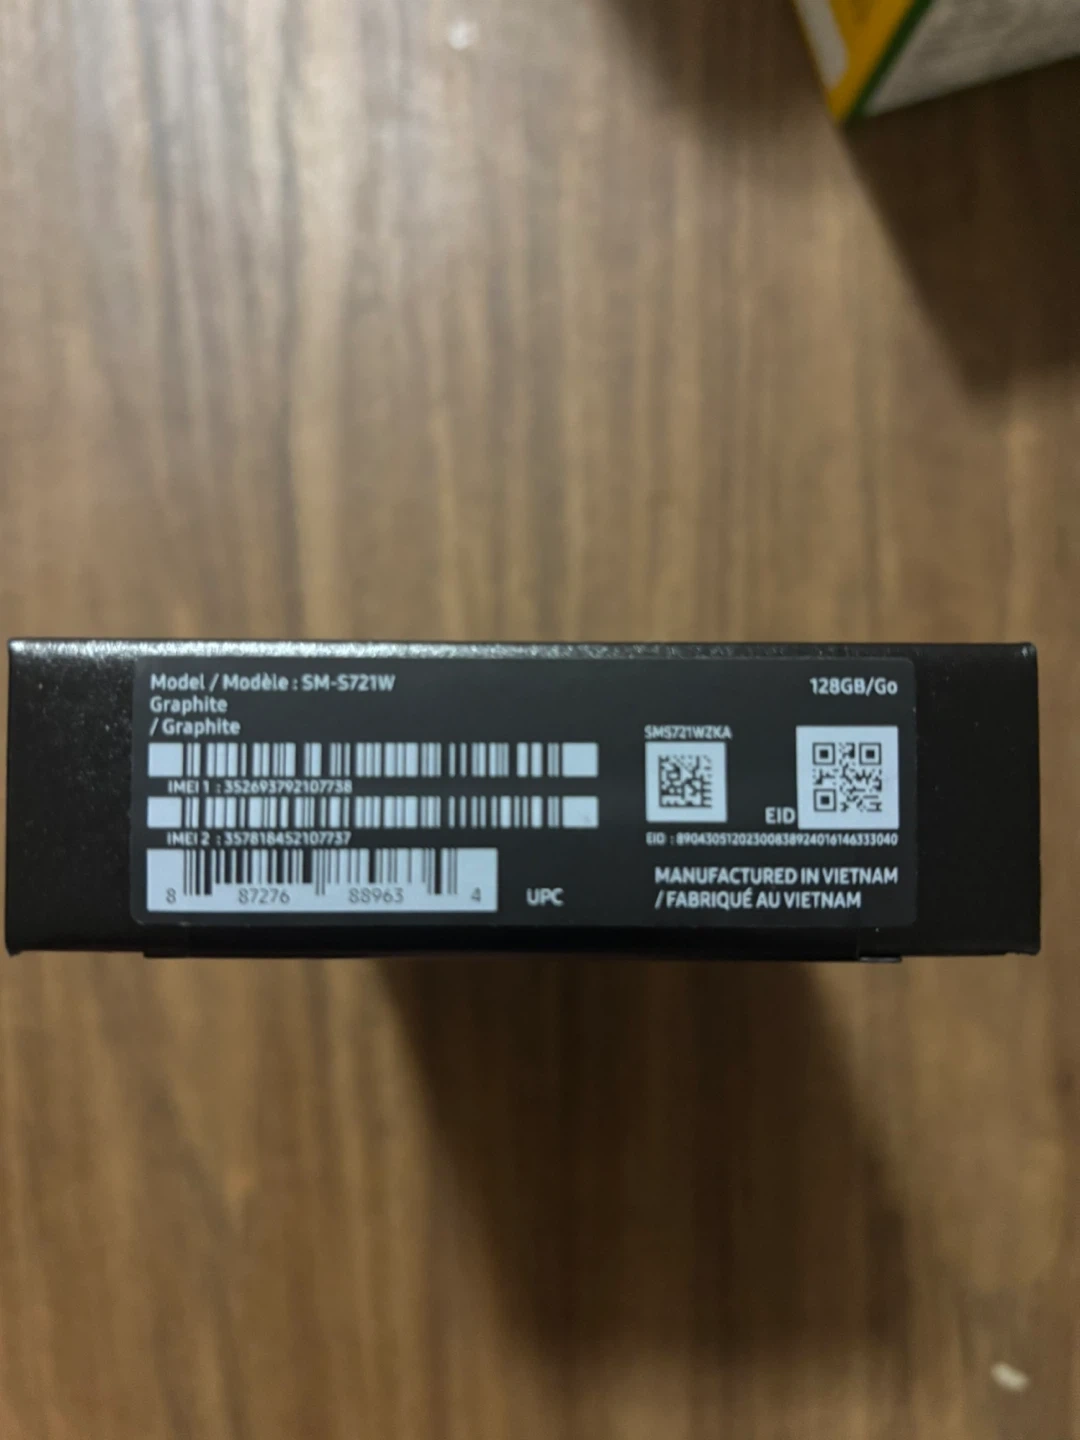 Model / Modèle : SM-S721W
128GB/Go
Graphite
/ Graphite
SMS721WZKA
IMEI 1 : 352693792107738
IMEI 2 : 357818452107737
EID
EID : 89043051202300838924016146333040
8 87276 88963 4
UPC
MANUFACTURED IN VIETNAM
/ FABRIQUÉ AU VIETNAM